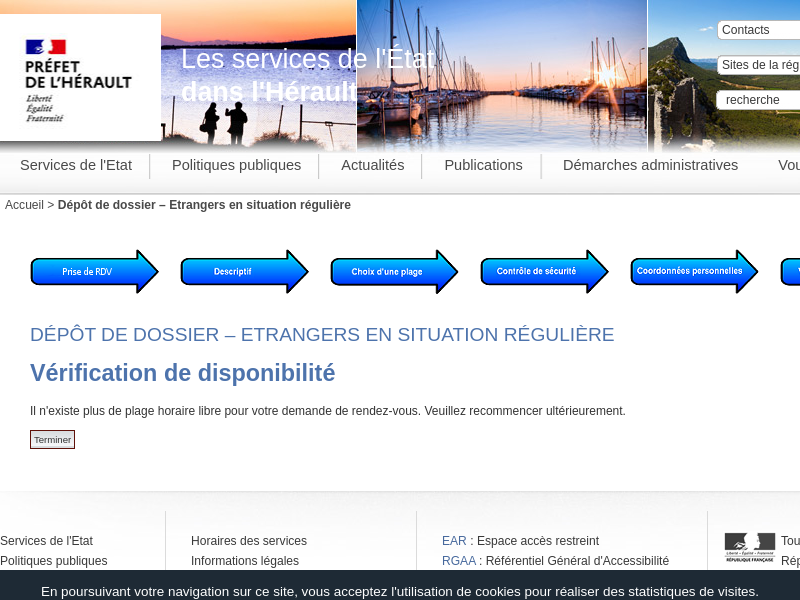 PRÉFET
DE L'HÉRAULT
Liberté
Égalité
Fraternité
Les services de l'État
dans l'Hérault
Contacts
Sites de la rég
recherche
Services de l'Etat
Politiques publiques
Actualités
Publications
Démarches administratives
Vou
Accueil > Dépôt de dossier – Etrangers en situation régulière
Prise de RDV
Descriptif
Choix d'une plage
Contrôle de sécurité
Coordonnées personnelles
DÉPÔT DE DOSSIER – ETRANGERS EN SITUATION RÉGULIÈRE
Vérification de disponibilité
Il n'existe plus de plage horaire libre pour votre demande de rendez-vous. Veuillez recommencer ultérieurement.
Terminer
Services de l'Etat
Horaires des services
EAR : Espace accès restreint
Tou
Politiques publiques
Informations légales
RGAA : Référentiel Général d'Accessibilité
Liberté • Égalité • Fraternité
RÉPUBLIQUE FRANÇAISE
Rép
En poursuivant votre navigation sur ce site, vous acceptez l'utilisation de cookies pour réaliser des statistiques de visites.